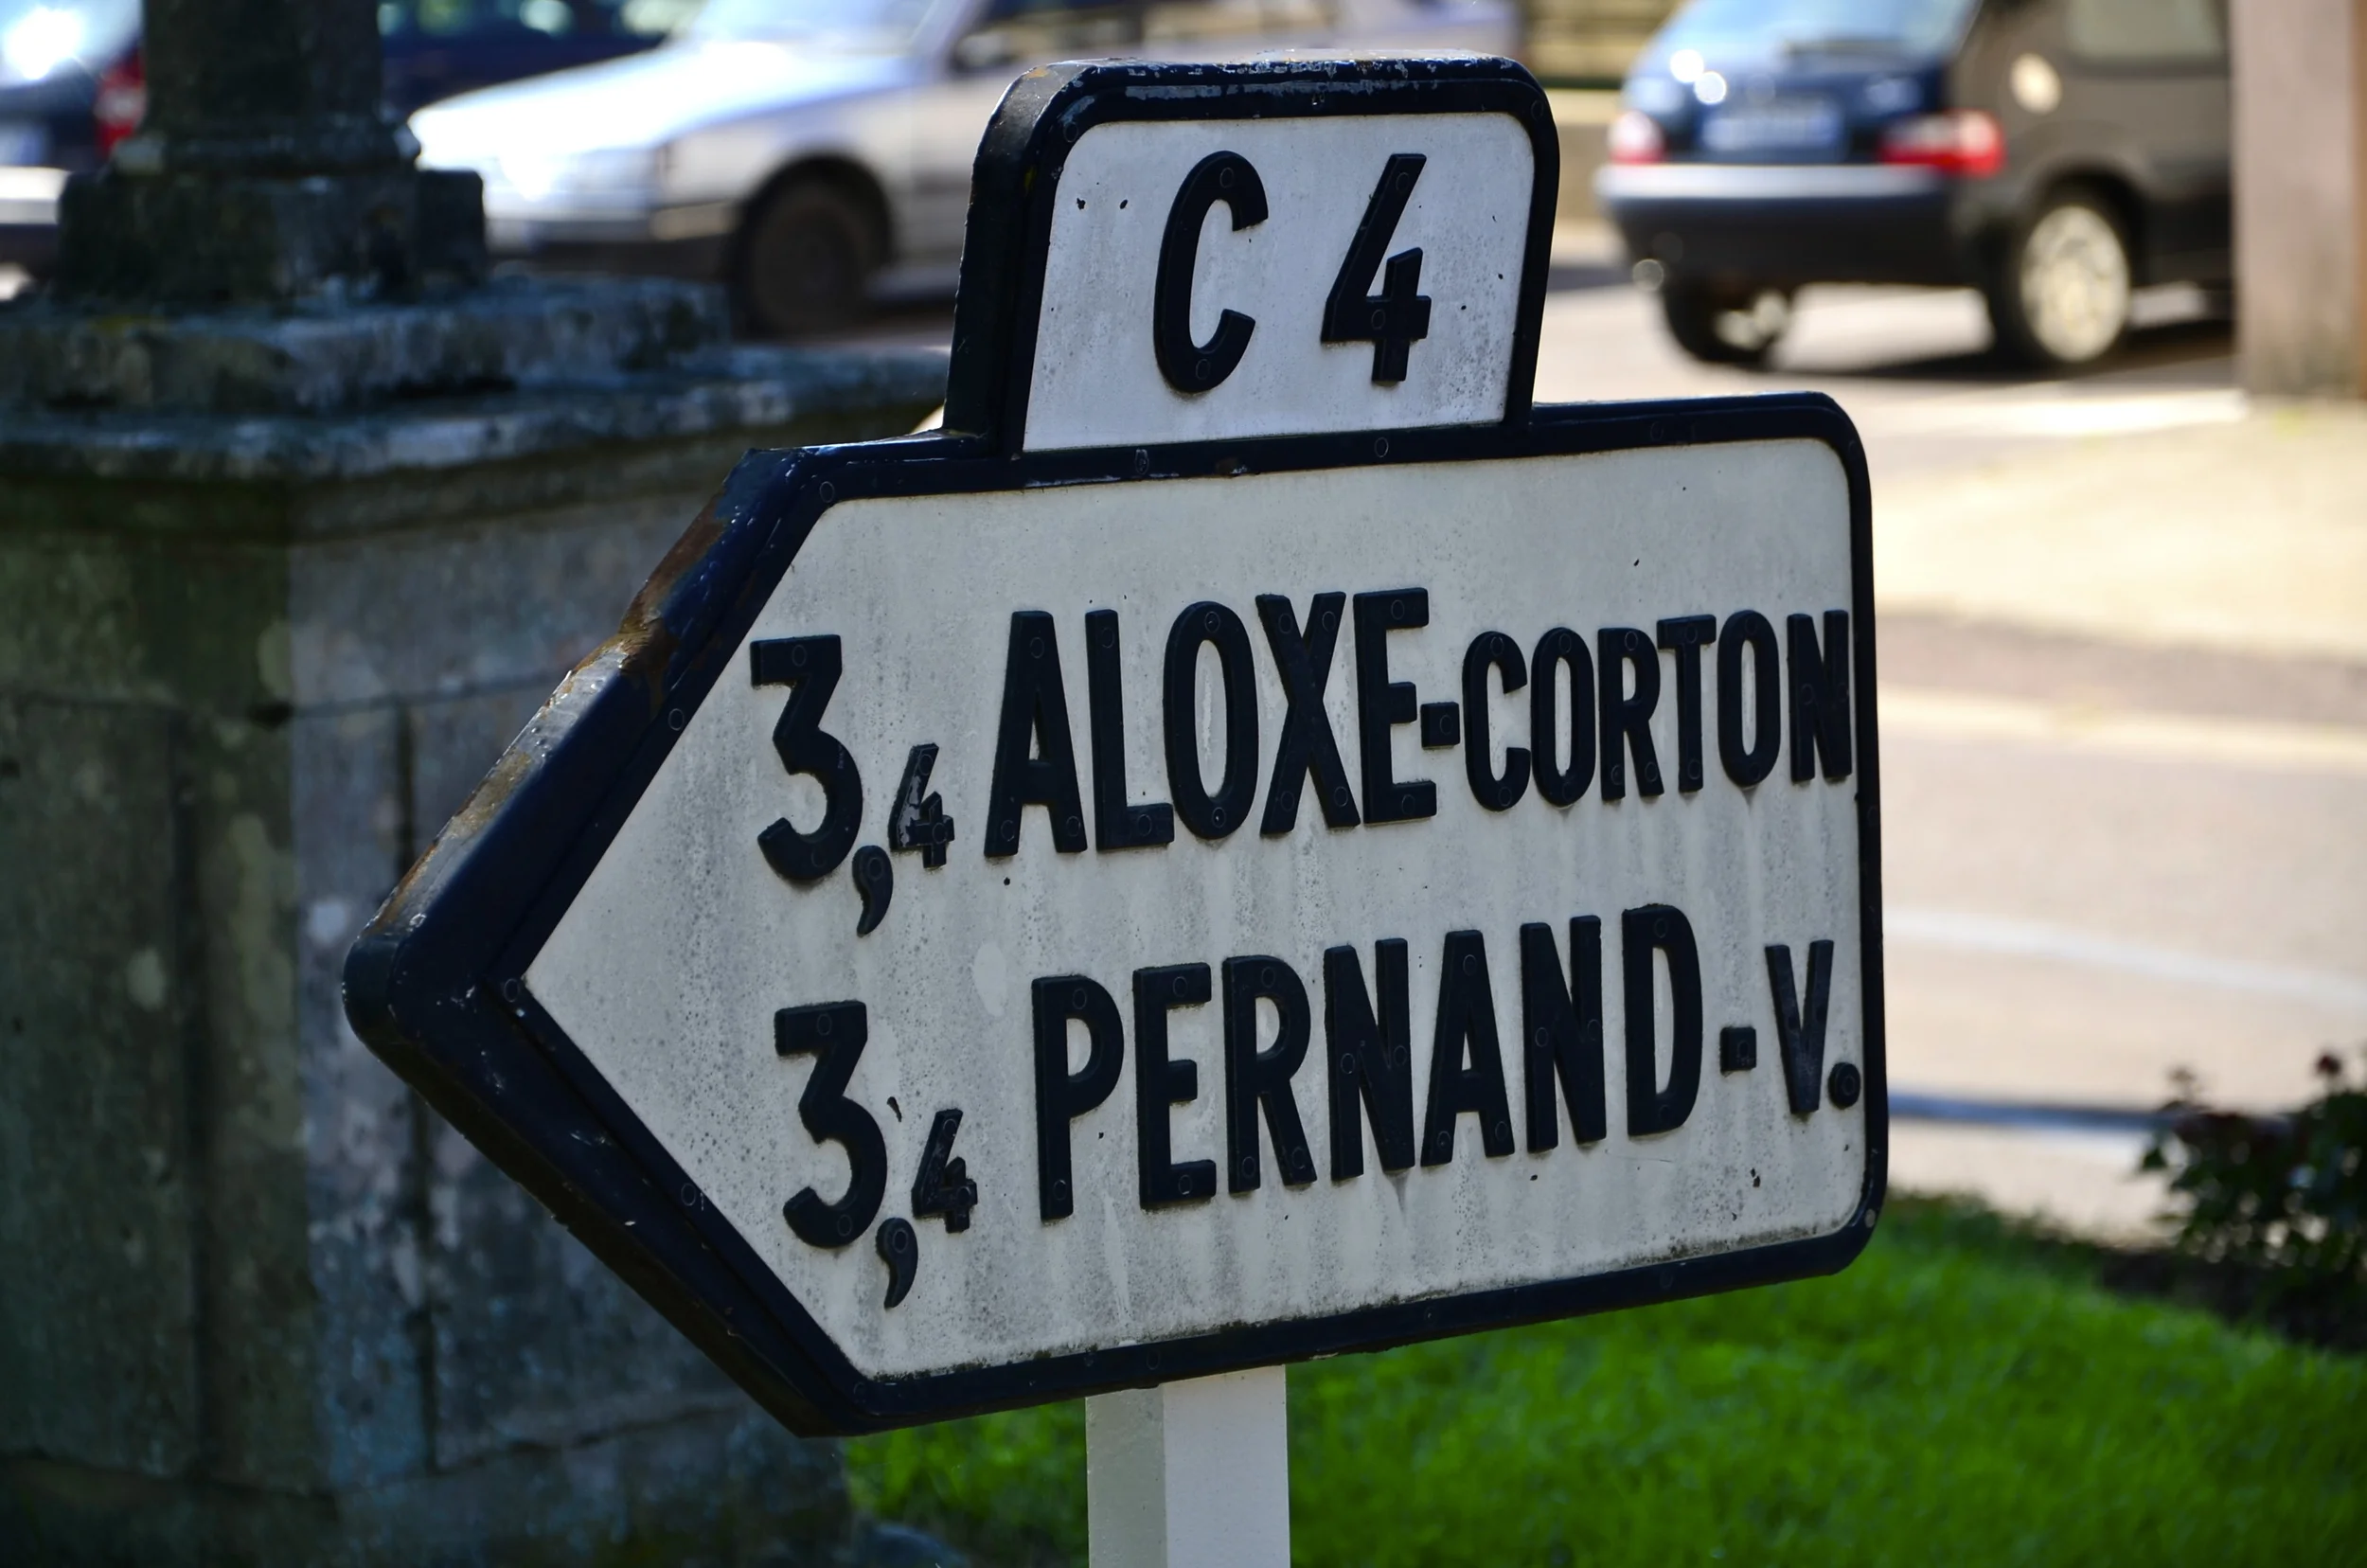 C 4
3,4 ALOXE-CORTON
3,4 PERNAND-V.